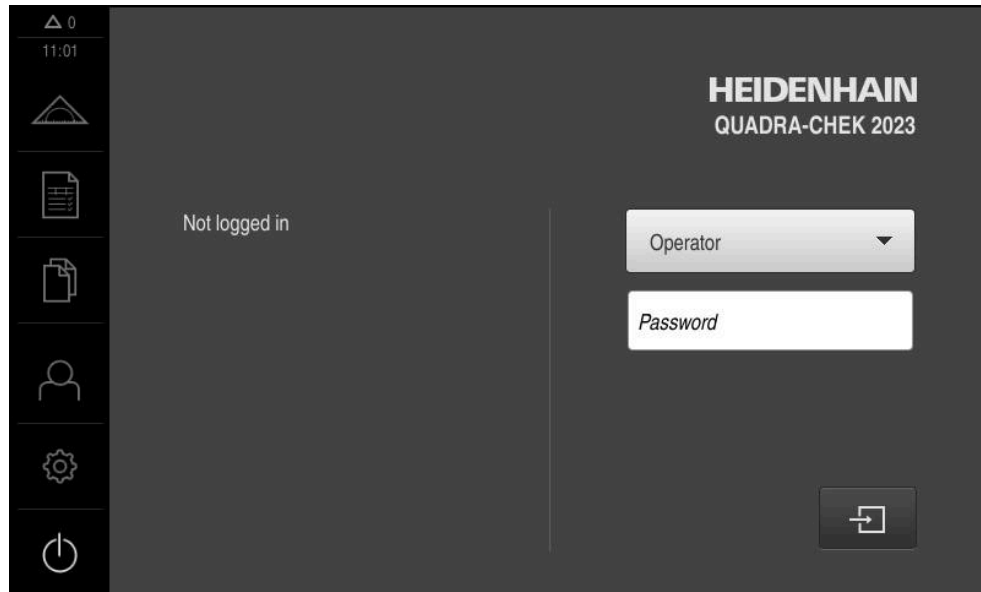 0
11:01
HEIDENHAIN
QUADRA-CHEK 2023
Not logged in
Operator
Password